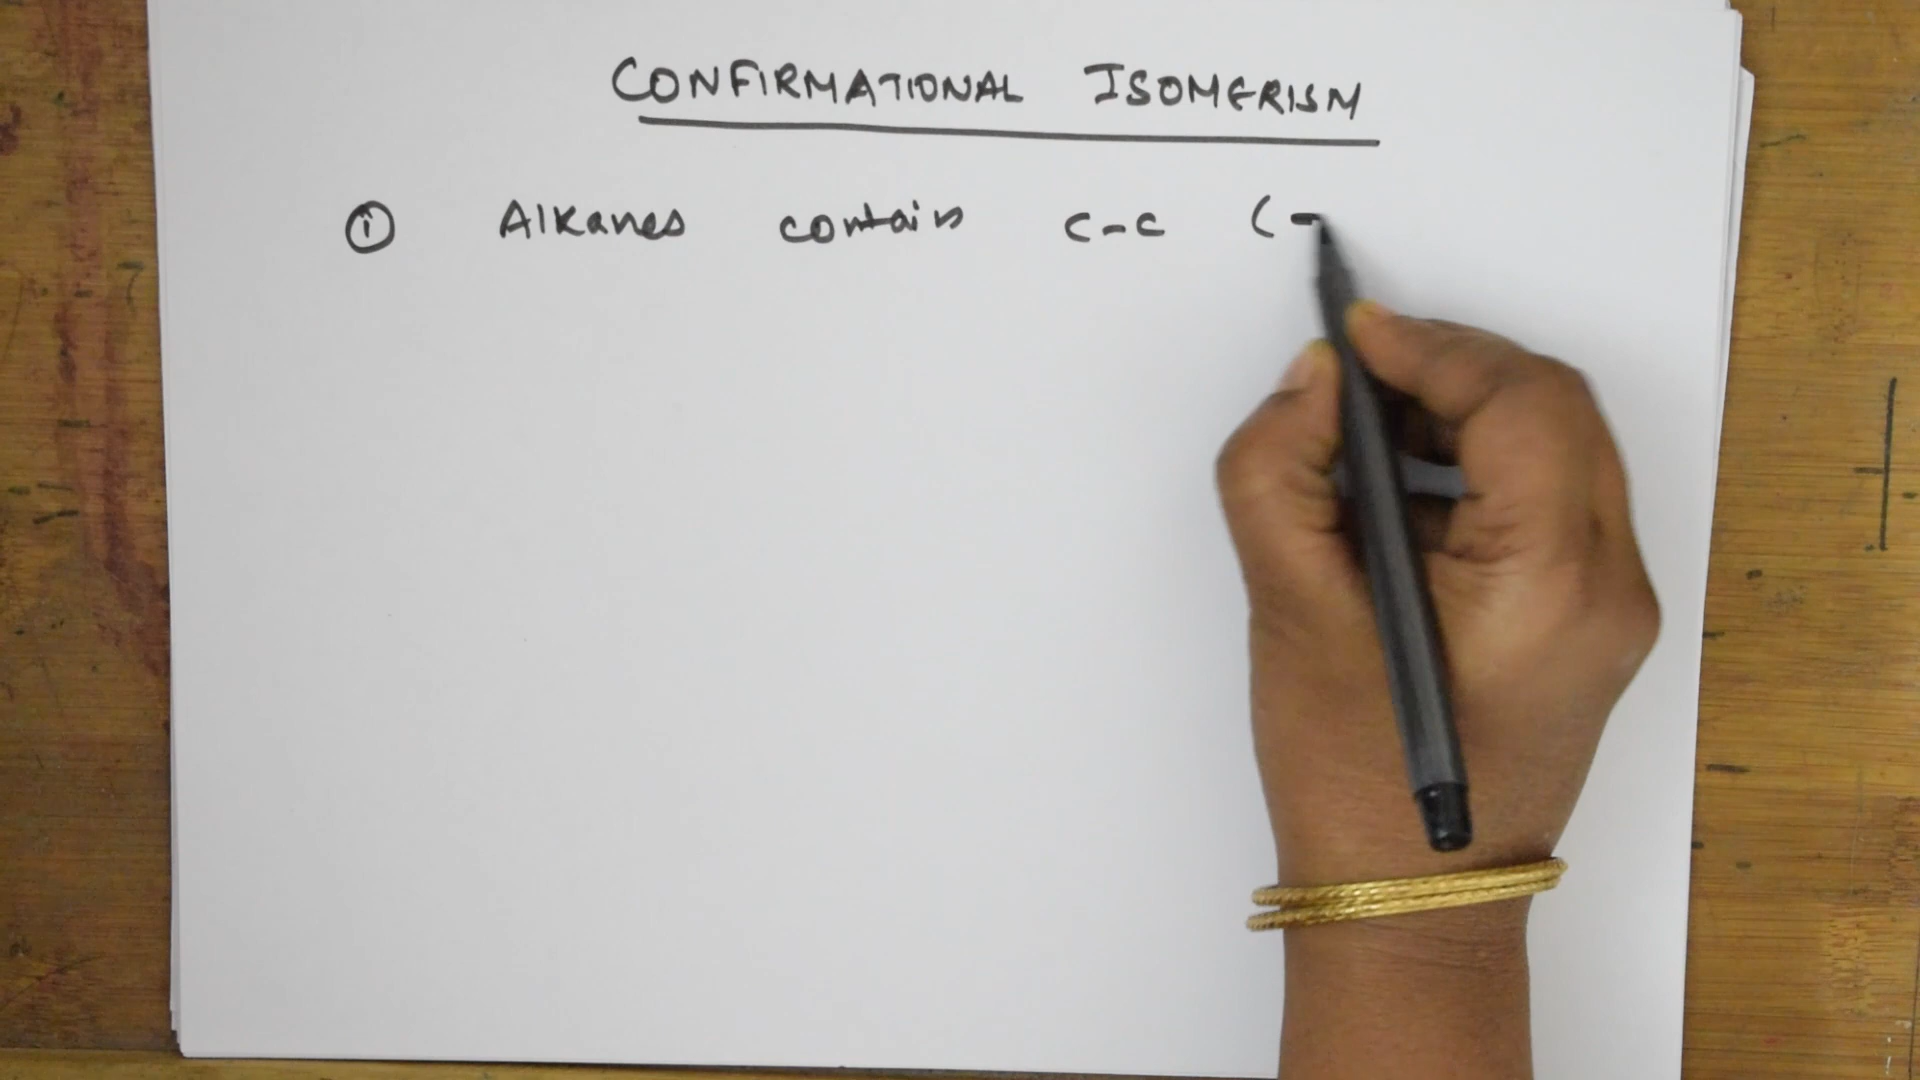 CONFIRMATIONAL ISOMERISM
① Alkanes contain c-c (-